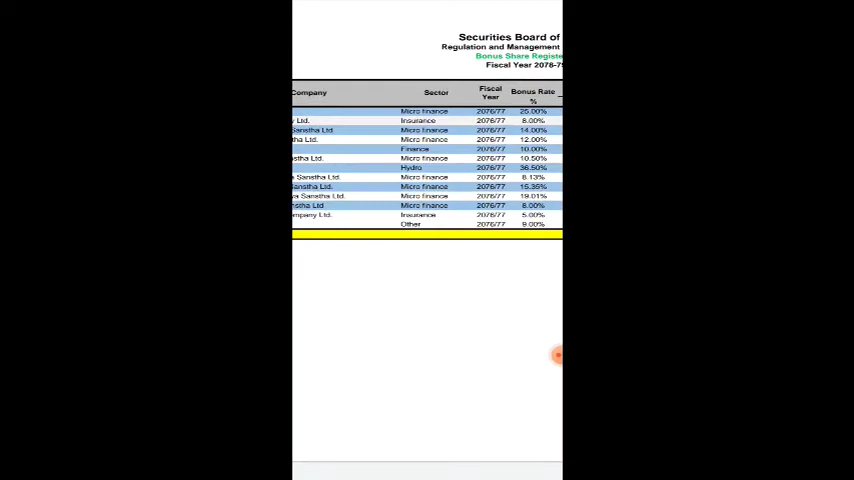 Securities Board of
Regulation and Management
Bonus Share Registe
Fiscal Year 2078-79
Company Sector Fiscal Year Bonus Rate %
Micro finance 2076/77 25.00%
y Ltd. Insurance 2076/77 8.00%
Sanstha Ltd Micro finance 2076/77 14.00%
tha Ltd. Micro finance 2076/77 12.00%
Finance 2076/77 10.00%
stha Ltd. Micro finance 2076/77 10.50%
Hydro 2076/77 36.50%
a Sanstha Ltd. Micro finance 2076/77 8.13%
Sanstha Ltd. Micro finance 2076/77 15.35%
ya Sanstha Ltd. Micro finance 2076/77 19.01%
nstha Ltd Micro finance 2076/77 8.00%
ompany Ltd. Insurance 2076/77 5.00%
Other 2076/77 9.00%